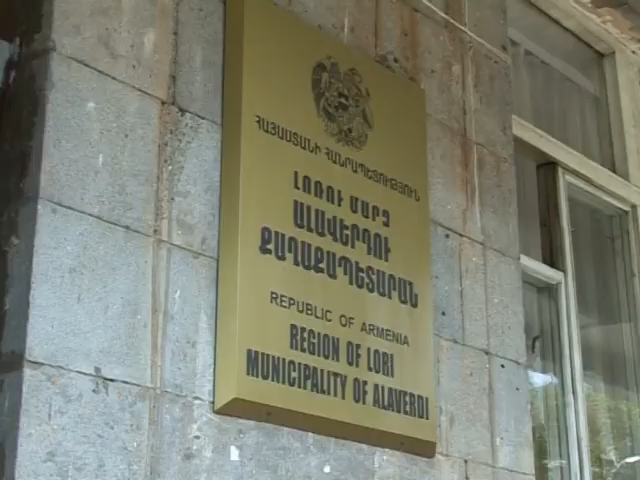 ՀԱՅԱՍՏԱՆԻ ՀԱՆՐԱՊԵՏՈՒԹՅՈՒՆ
ԼՈՌՈՒ ՄԱՐԶ
ԱԼԱՎԵՐԴՈՒ
ՔԱՂԱՔԱՊԵՏԱՐԱՆ
REPUBLIC OF ARMENIA
REGION OF LORI
MUNICIPALITY OF ALAVERDI